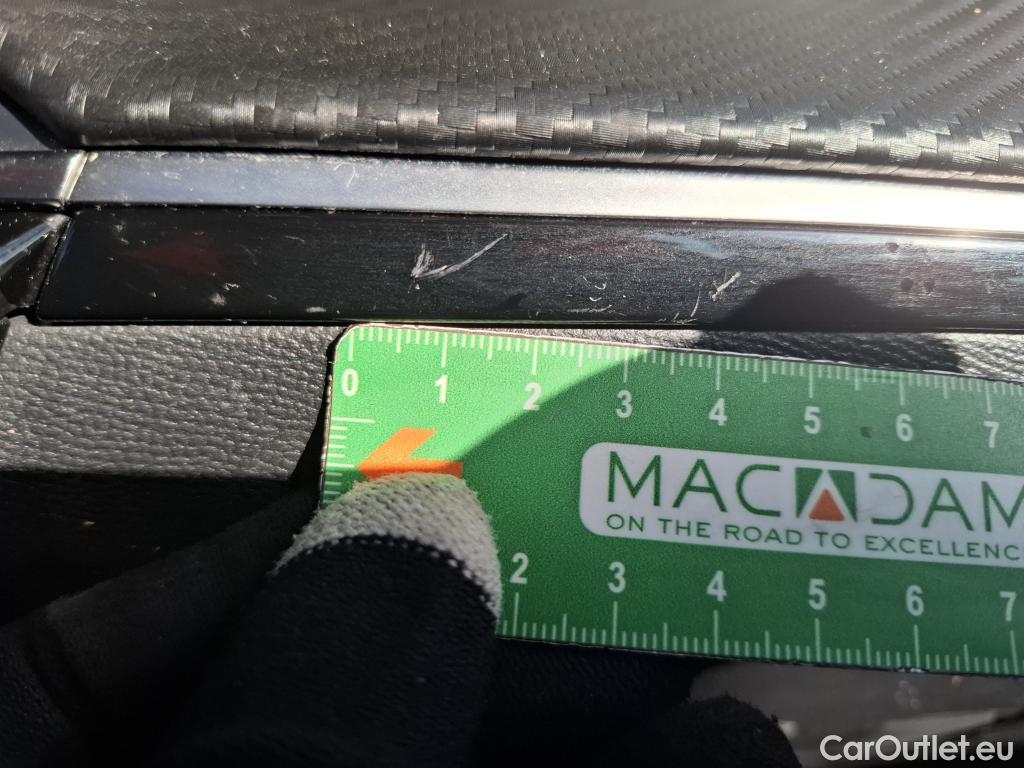 0 1 2 3 4 5 6 7
MACADAM
ON THE ROAD TO EXCELLENC
2 3 4 5 6 7
CarOutlet.eu